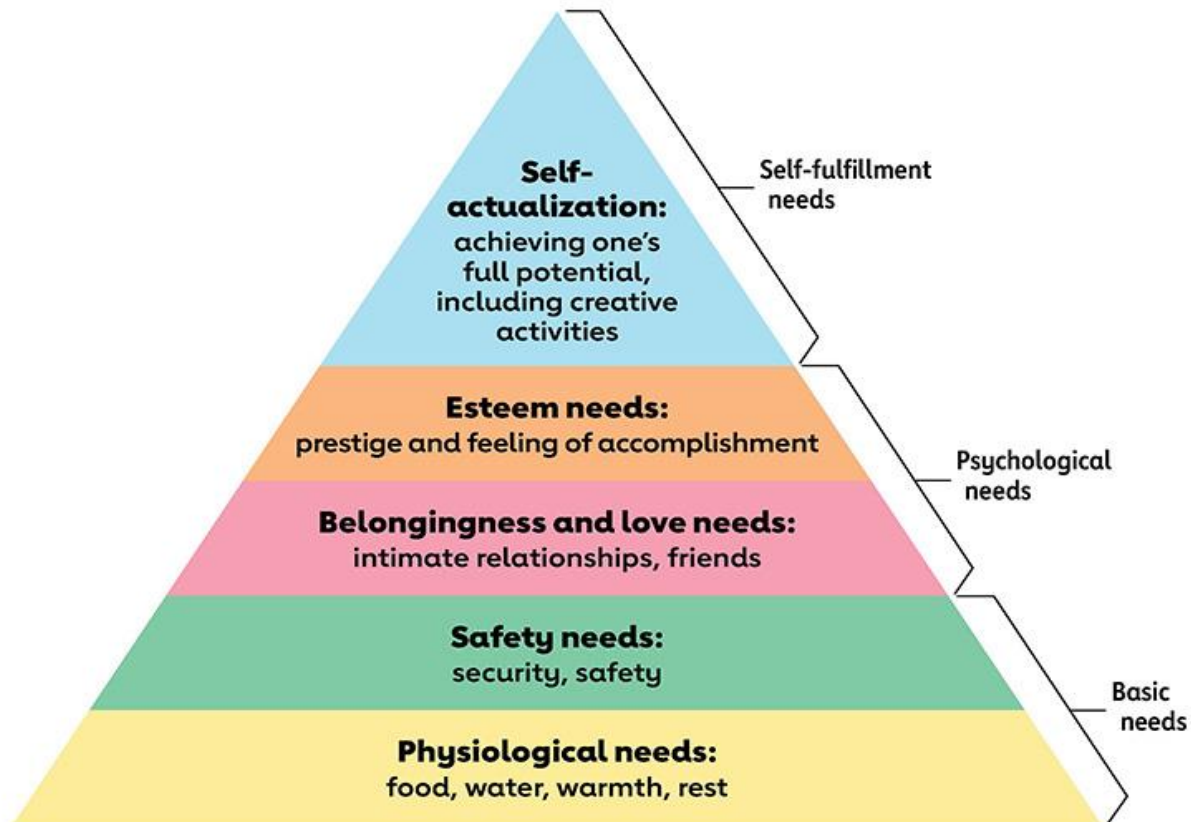 Self-
actualization:
achieving one's
full potential,
including creative
activities
Self-fulfillment
needs
Esteem needs:
prestige and feeling of accomplishment
Psychological
needs
Belongingness and love needs:
intimate relationships, friends
Safety needs:
security, safety
Basic
needs
Physiological needs:
food, water, warmth, rest